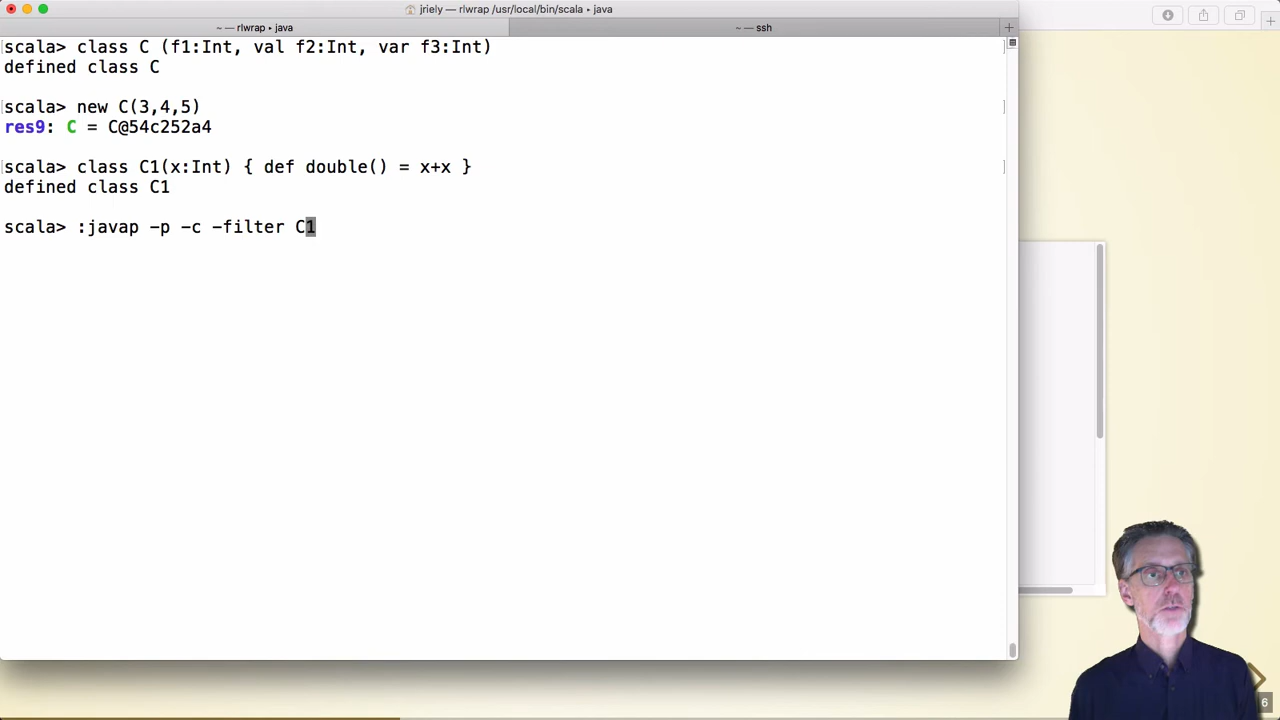 jriely — rlwrap /usr/local/bin/scala ▸ java
~ — rlwrap ▸ java
~ — ssh
scala> class C (f1:Int, val f2:Int, var f3:Int)
defined class C
scala> new C(3,4,5)
res9: C = C@54c252a4
scala> class C1(x:Int) { def double() = x+x }
defined class C1
scala> :javap -p -c -filter C1
6